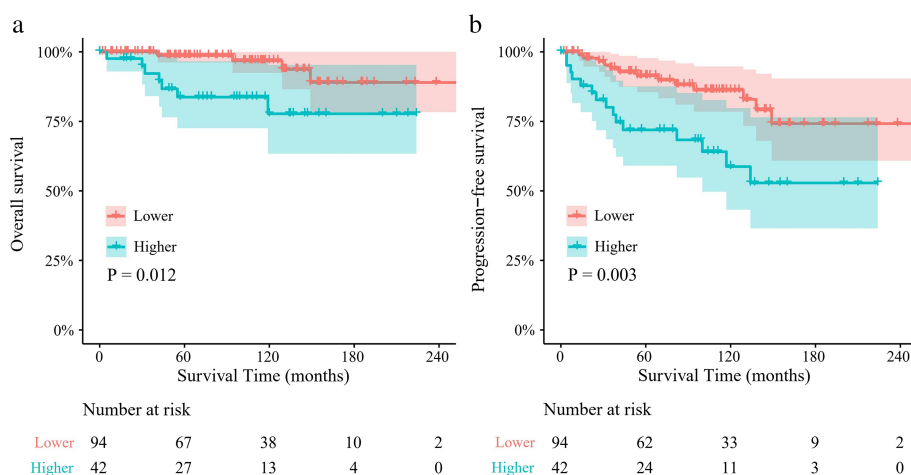 a
100%
75%
50%
25%
0%
Overall survival
Lower
Higher
P = 0.012
0 60 120 180 240
Survival Time (months)
Number at risk
Lower 94 67 38 10 2
Higher 42 27 13 4 0
b
100%
75%
50%
25%
0%
Progression−free survival
Lower
Higher
P = 0.003
0 60 120 180 240
Survival Time (months)
Number at risk
Lower 94 62 33 9 2
Higher 42 24 11 3 0